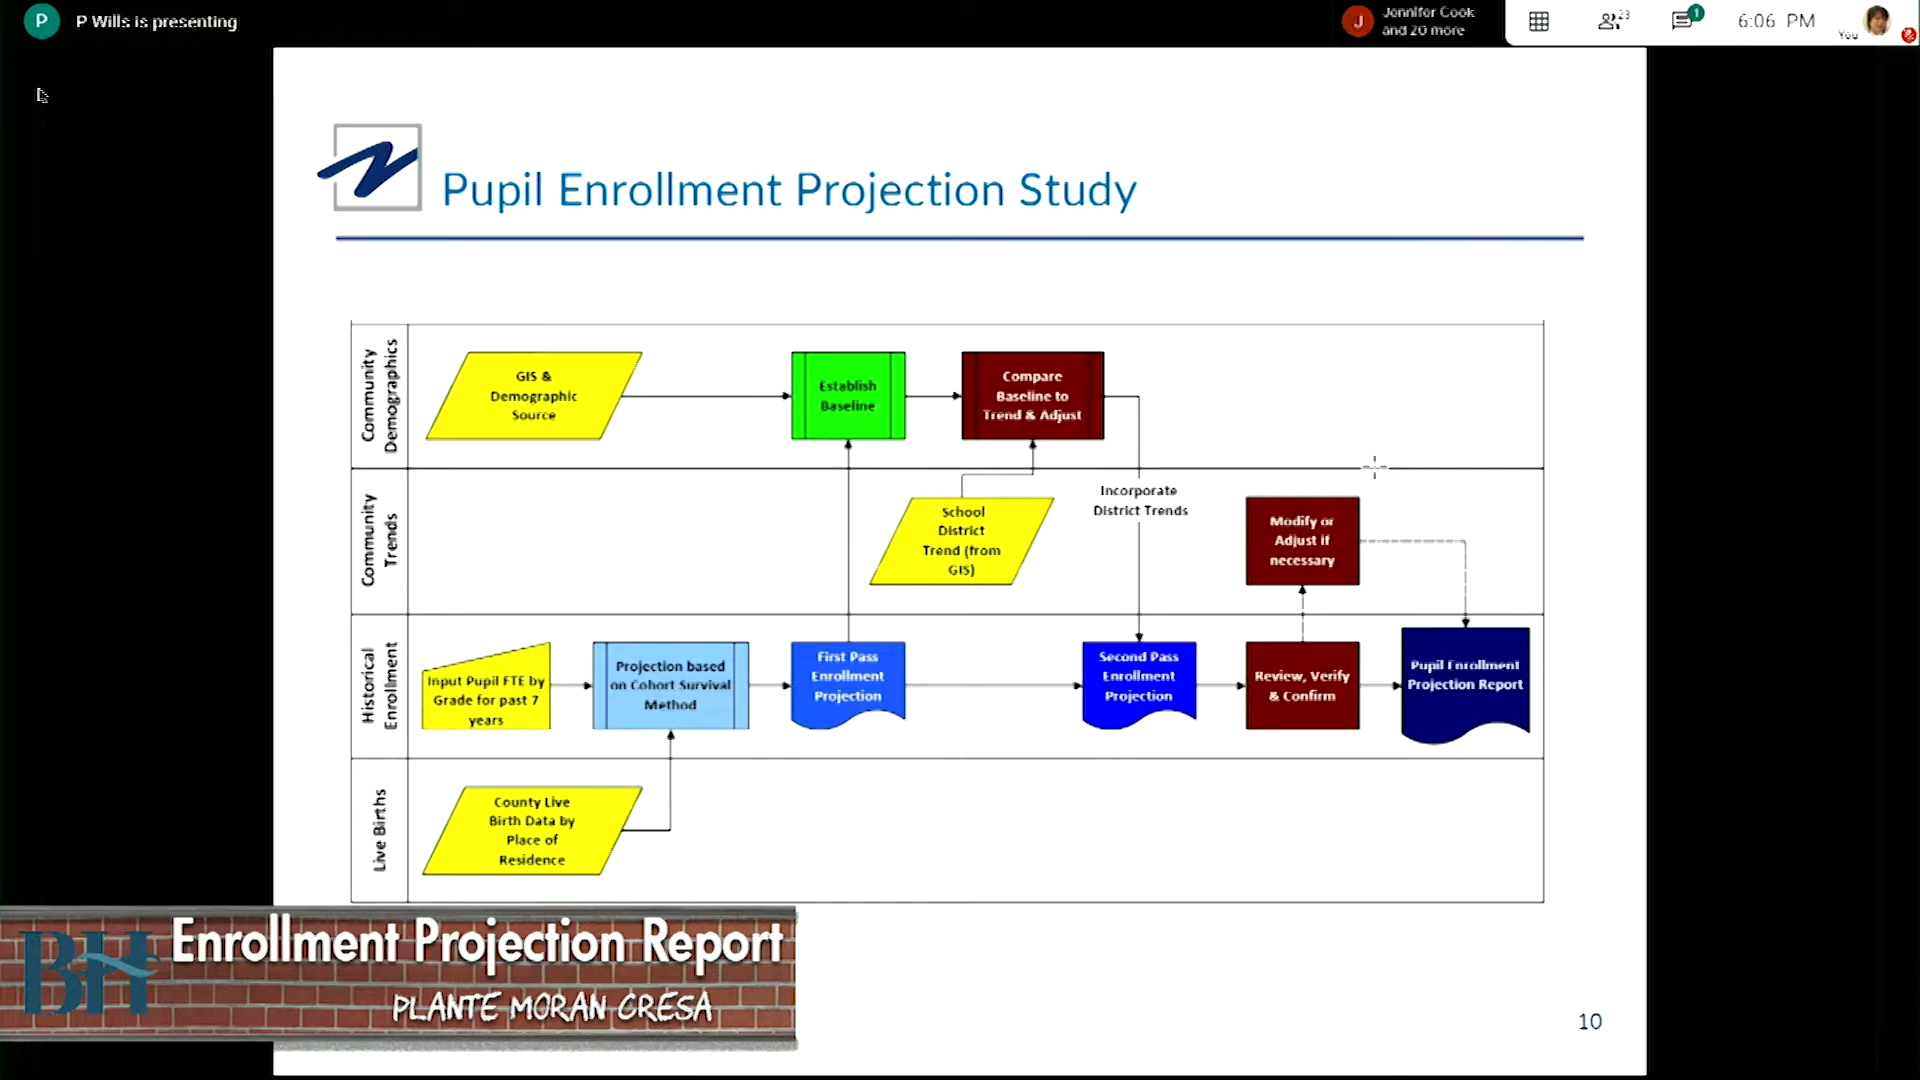 P
P Wills is presenting
J
Jennifer Cook
and 20 more
23
1
6:06 PM
You
Pupil Enrollment Projection Study
Community
Demographics
GIS &
Demographic
Source
Establish
Baseline
Compare
Baseline to
Trend & Adjust
Community
Trends
School
District
Trend (from
GIS)
Incorporate
District Trends
Modify or
Adjust if
necessary
Historical
Enrollment
Input Pupil FTE by
Grade for past 7
years
Projection based
on Cohort Survival
Method
First Pass
Enrollment
Projection
Second Pass
Enrollment
Projection
Review, Verify
& Confirm
Pupil Enrollment
Projection Report
Live Births
County Live
Birth Data by
Place of
Residence
BH
Enrollment Projection Report
PLANTE MORAN CRESA
10